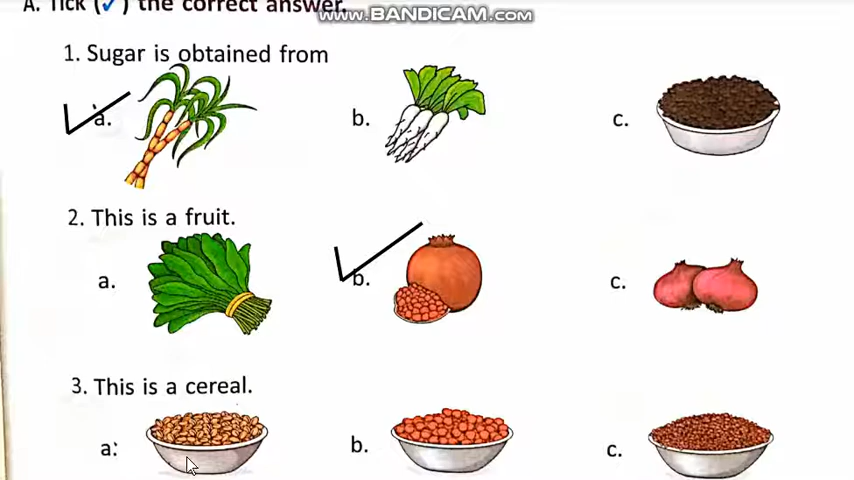 A. Tick (✓) the correct answer.
www.BANDICAM.com
1. Sugar is obtained from
a. b. c.
2. This is a fruit.
a. b. c.
3. This is a cereal.
a. b. c.